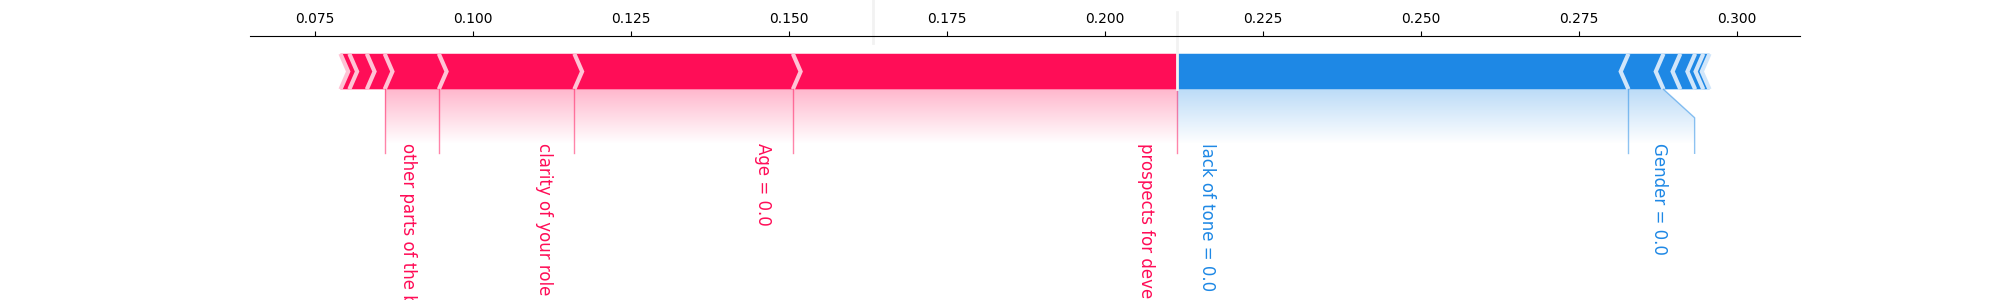 0.075 0.100 0.125 0.150 0.175 0.200 0.225 0.250 0.275 0.300
other parts of the
clarity of your role
Age = 0.0
prospects for deve
lack of tone = 0.0
Gender = 0.0